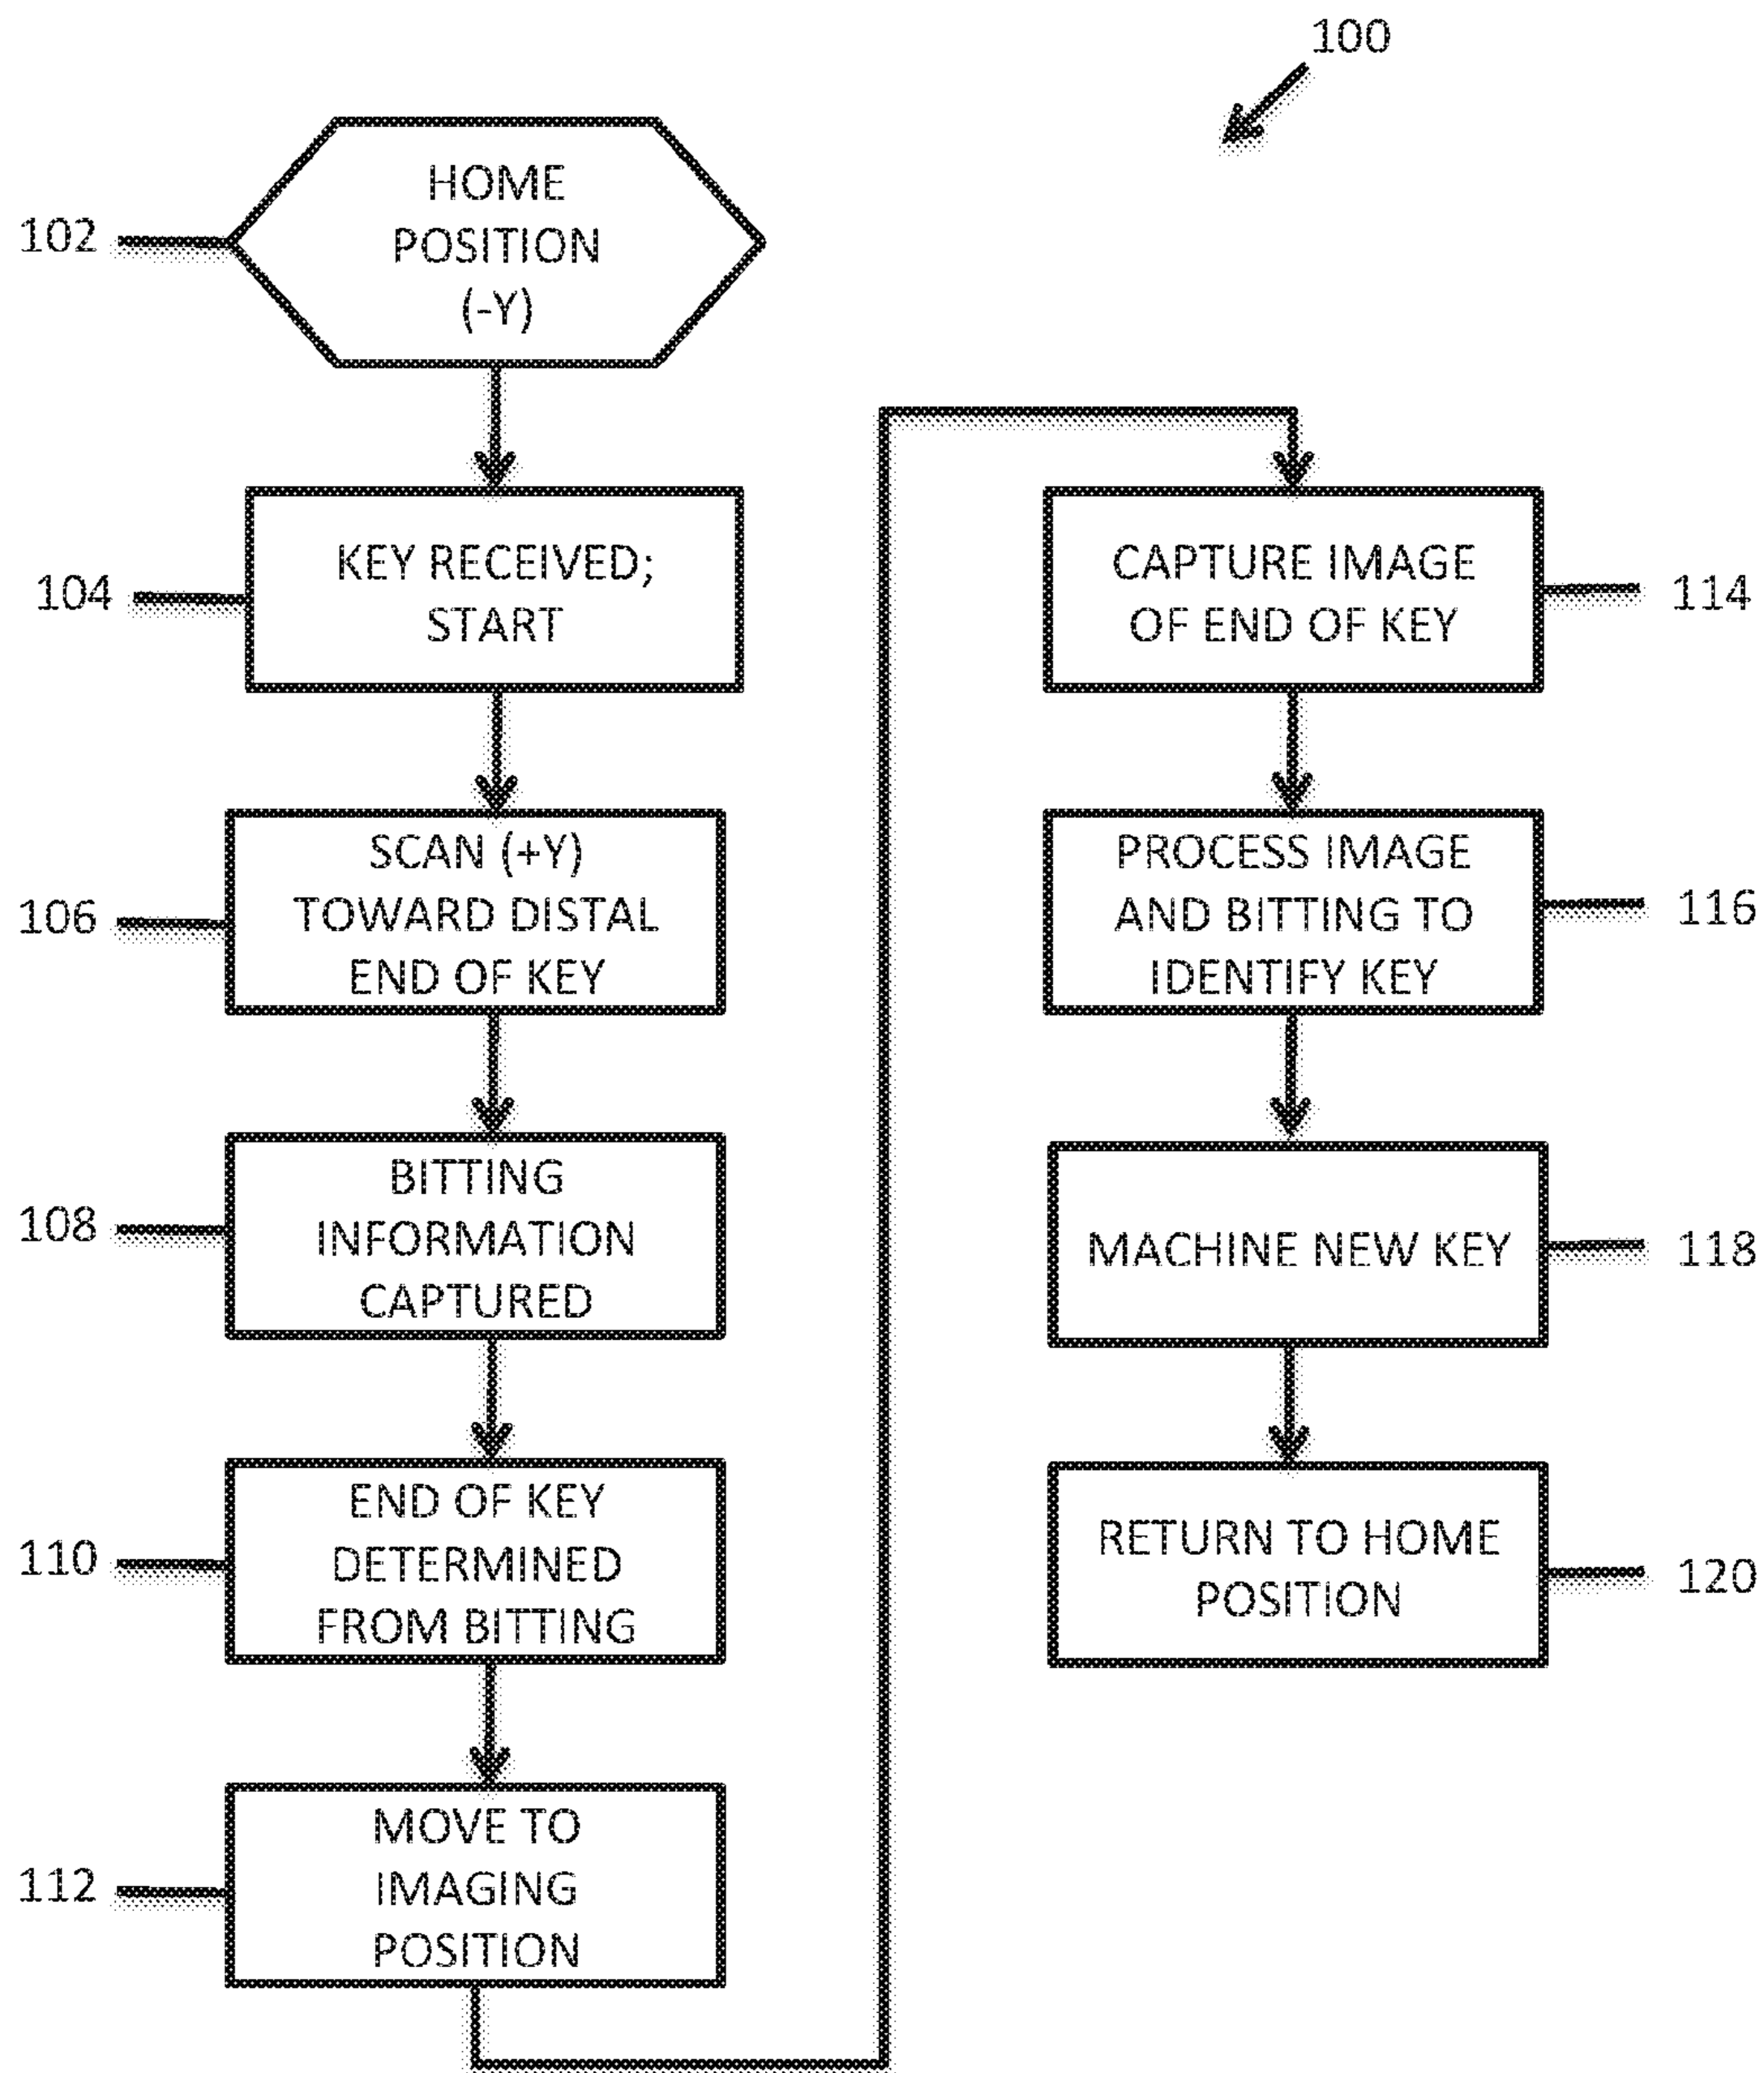 100
102
HOME
POSITION
(-Y)
104
KEY RECEIVED;
START
106
SCAN (+Y)
TOWARD DISTAL
END OF KEY
108
BITTING
INFORMATION
CAPTURED
110
END OF KEY
DETERMINED
FROM BITTING
112
MOVE TO
IMAGING
POSITION
CAPTURE IMAGE
OF END OF KEY
114
PROCESS IMAGE
AND BITTING TO
IDENTIFY KEY
116
MACHINE NEW KEY
118
RETURN TO HOME
POSITION
120